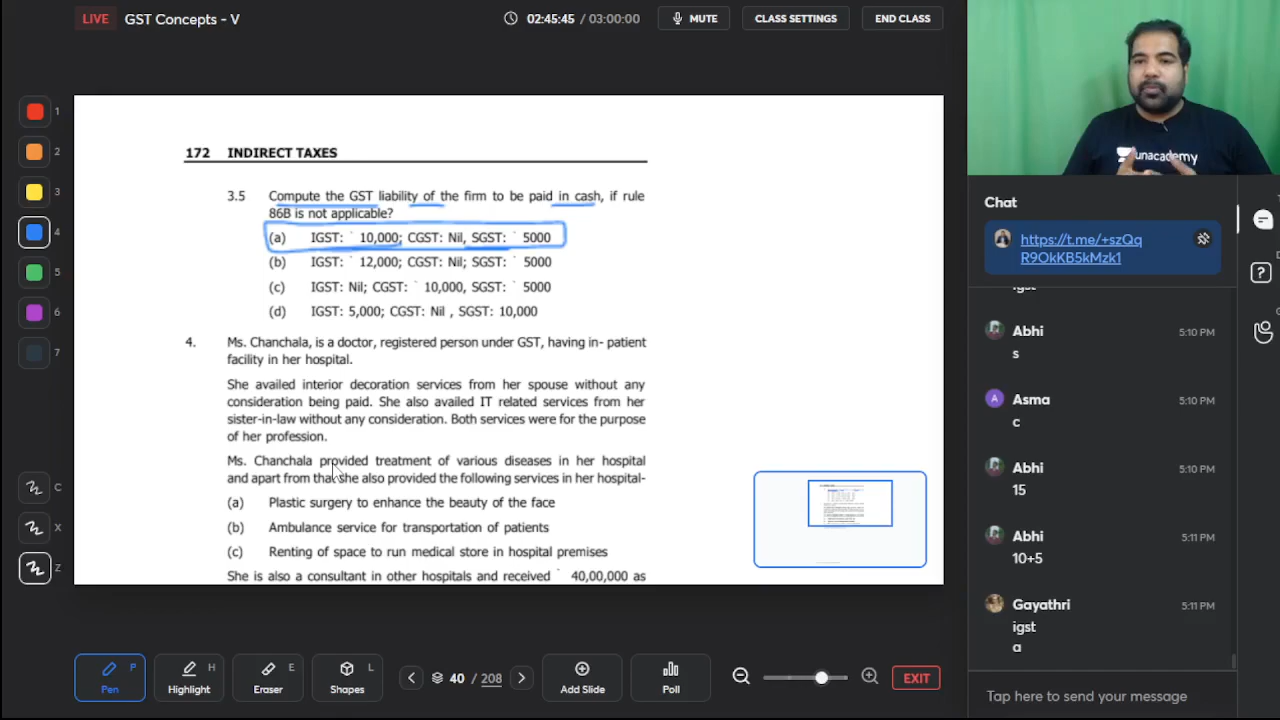 LIVE GST Concepts - V
02:45:45 / 03:00:00
MUTE
CLASS SETTINGS
END CLASS
1
2
3
4
5
6
7
C
X
Z
172 INDIRECT TAXES
3.5 Compute the GST liability of the firm to be paid in cash, if rule
86B is not applicable?
(a) IGST: ` 10,000; CGST: Nil, SGST: ` 5000
(b) IGST: ` 12,000; CGST: Nil; SGST: ` 5000
(c) IGST: Nil; CGST: ` 10,000, SGST: ` 5000
(d) IGST: 5,000; CGST: Nil , SGST: 10,000
4. Ms. Chanchala, is a doctor, registered person under GST, having in- patient
facility in her hospital.
She availed interior decoration services from her spouse without any
consideration being paid. She also availed IT related services from her
sister-in-law without any consideration. Both services were for the purpose
of her profession.
Ms. Chanchala provided treatment of various diseases in her hospital
and apart from that she also provided the following services in her hospital-
(a) Plastic surgery to enhance the beauty of the face
(b) Ambulance service for transportation of patients
(c) Renting of space to run medical store in hospital premises
She is also a consultant in other hospitals and received ` 40,00,000 as
Pen P
Highlight H
Eraser E
Shapes L
40 / 208
Add Slide
Poll
EXIT
unacademy
Chat
https://t.me/+szQq
R9OkKB5kMzk1
igst
Abhi 5:10 PM
s
A
Asma 5:10 PM
c
Abhi 5:10 PM
15
Abhi 5:11 PM
10+5
Gayathri 5:11 PM
igst
a
Tap here to send your message